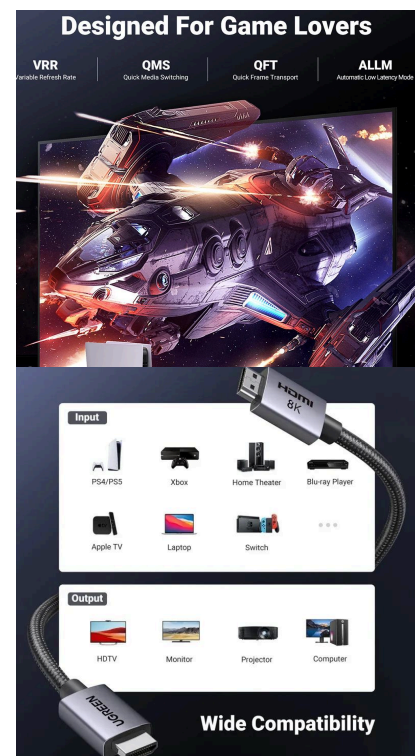 Designed For Game Lovers
VRR QMS QFT ALLM
Variable Refresh Rate Quick Media Switching Quick Frame Transport Automatic Low Latency Mode
HDMI
8K
Input
PS4/PS5 Xbox Home Theater Blu-ray Player
Apple TV Laptop Switch
Output
HDTV Monitor Projector Computer
UGREEN
Wide Compatibility